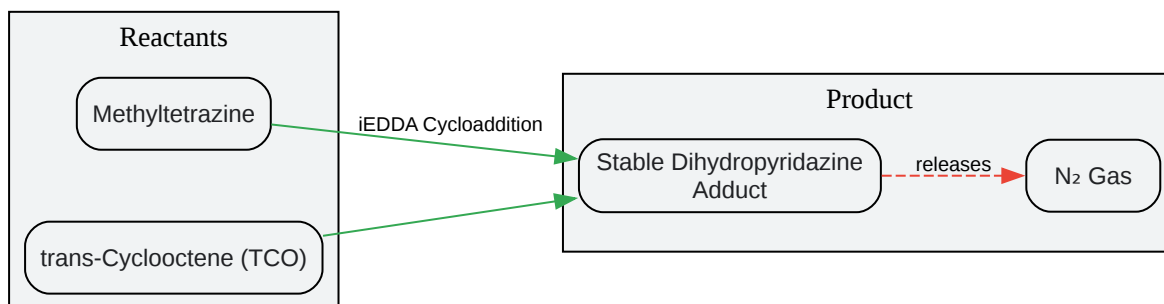 Reactants
Methyltetrazine
trans-Cyclooctene (TCO)
iEDDA Cycloaddition
Product
Stable Dihydropyridazine
Adduct
releases
N₂ Gas